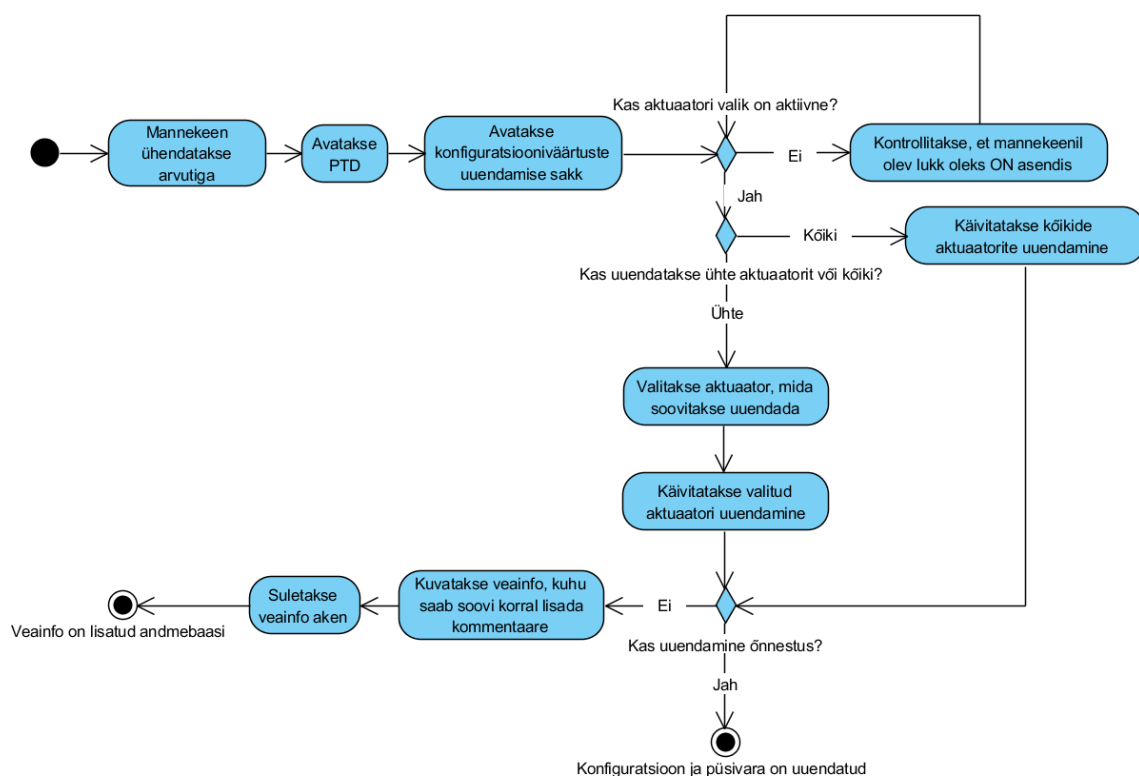 Kas aktuaatori valik on aktiivne?
Mannekeen
ühendatakse
arvutiga
Avatakse
PTD
Avatakse
konfiguratsiooniväärtuste
uuendamise sakk
Ei
Kontrollitakse, et mannekeenil
olev lukk oleks ON asendis
Jah
Kõiki
Käivitatakse kõikide
aktuaatorite uuendamine
Kas uuendatakse ühte aktuaatorit või kõiki?
Ühte
Valitakse aktuaator, mida
soovitakse uuendada
Käivitatakse valitud
aktuaatori uuendamine
Ei
Kuvatakse veainfo, kuhu
saab soovi korral lisada
kommentaare
Suletakse
veainfo aken
Veainfo on lisatud andmebaasi
Kas uuendamine õnnestus?
Jah
Konfiguratsioon ja püsivara on uuendatud